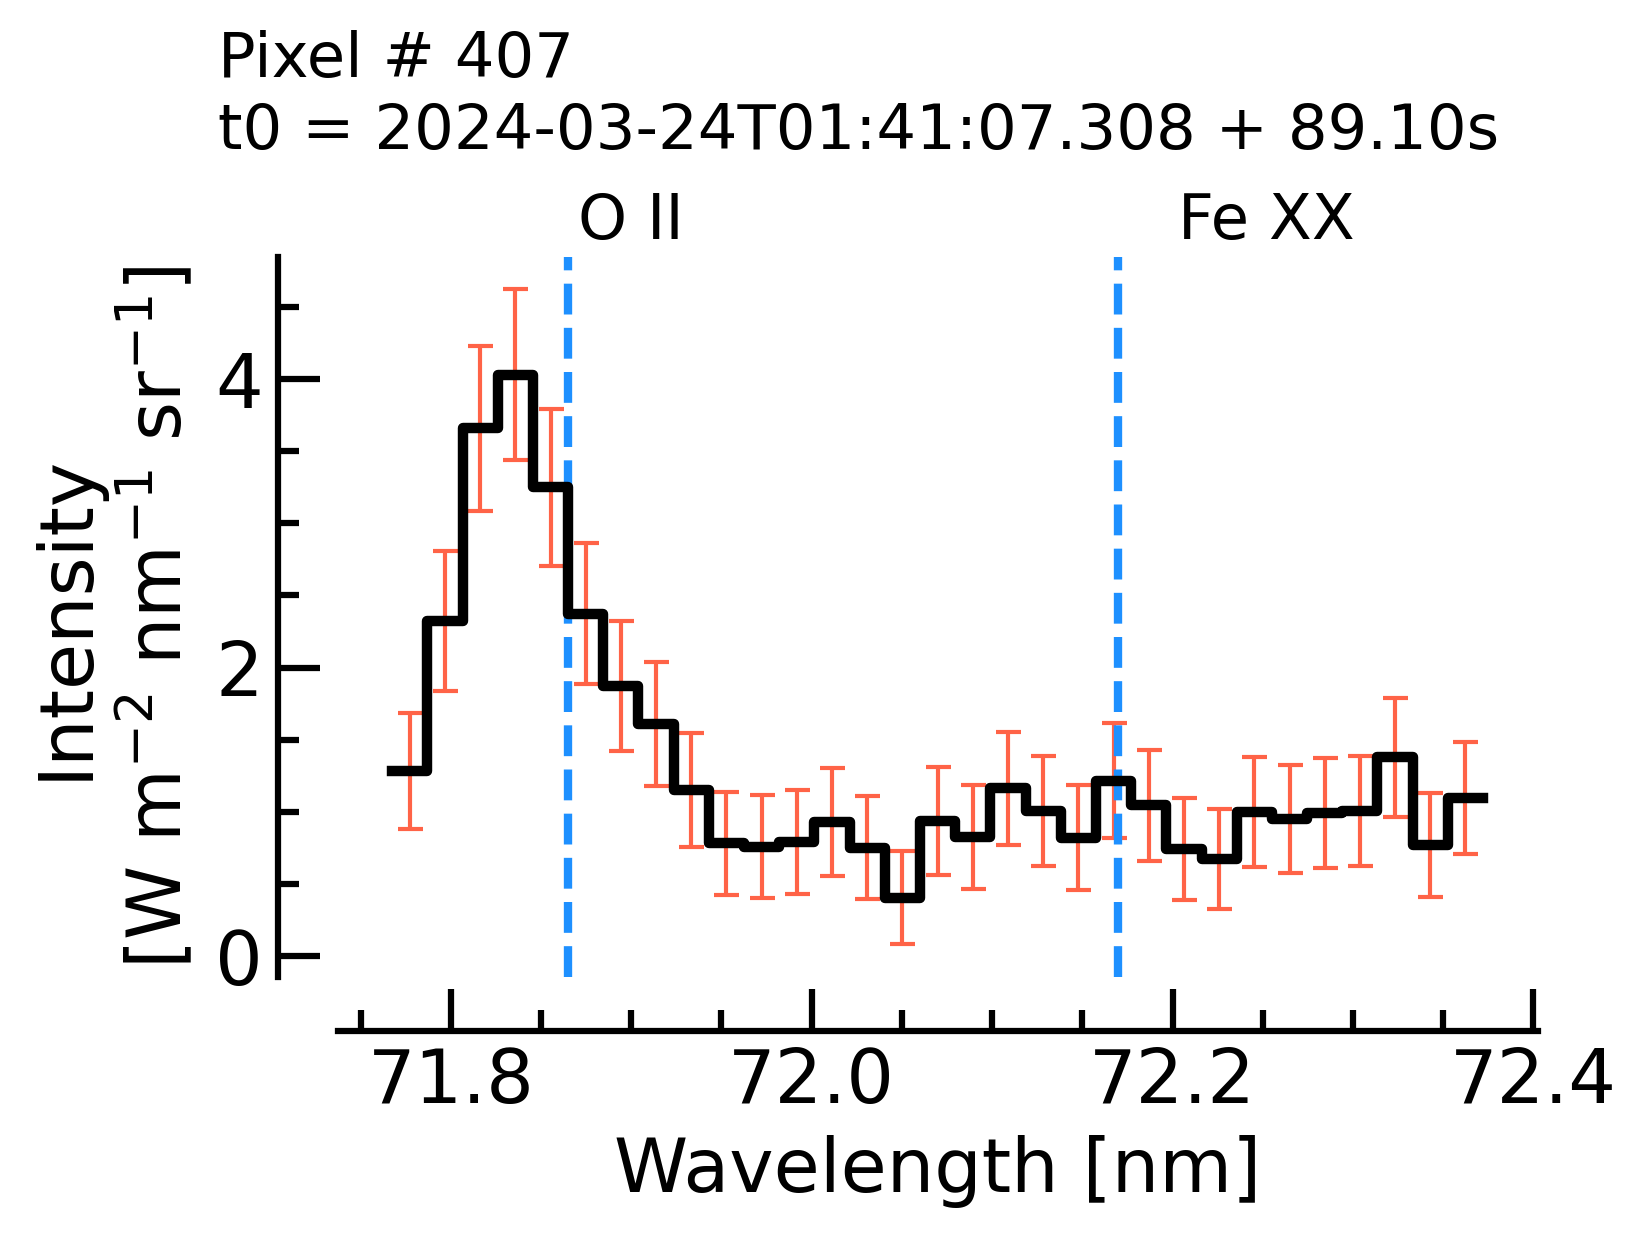 Pixel # 407
t0 = 2024-03-24T01:41:07.308 + 89.10s
O II
Fe XX
Intensity
[W m⁻² nm⁻¹ sr⁻¹]
4
2
0
71.8
72.0
72.2
72.4
Wavelength [nm]